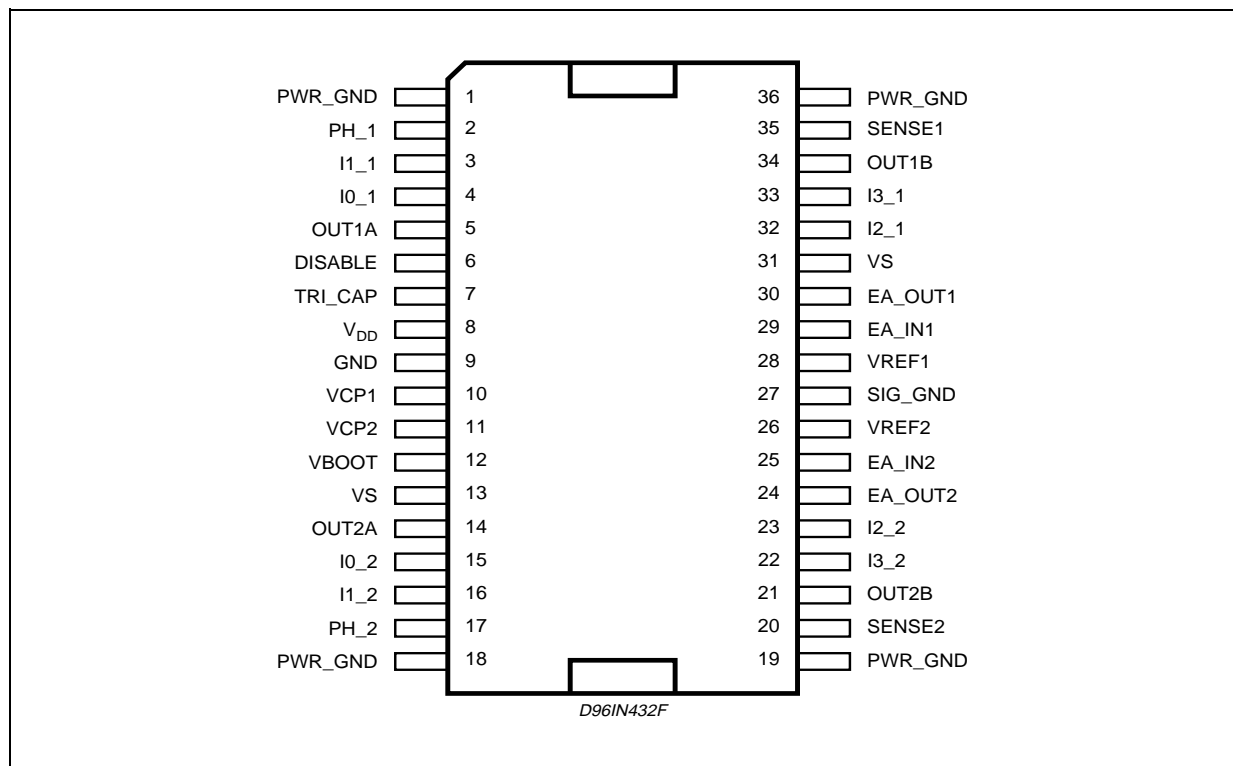 PWR_GND 1 36 PWR_GND
PH_1 2 35 SENSE1
I1_1 3 34 OUT1B
I0_1 4 33 I3_1
OUT1A 5 32 I2_1
DISABLE 6 31 VS
TRI_CAP 7 30 EA_OUT1
VDD 8 29 EA_IN1
GND 9 28 VREF1
VCP1 10 27 SIG_GND
VCP2 11 26 VREF2
VBOOT 12 25 EA_IN2
VS 13 24 EA_OUT2
OUT2A 14 23 I2_2
I0_2 15 22 I3_2
I1_2 16 21 OUT2B
PH_2 17 20 SENSE2
PWR_GND 18 19 PWR_GND
D96IN432F